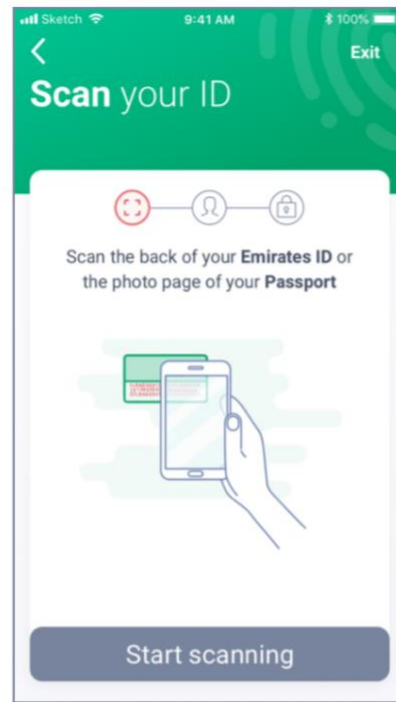 Sketch 9:41 AM 100%
Exit
Scan your ID
Scan the back of your Emirates ID or
the photo page of your Passport
Start scanning